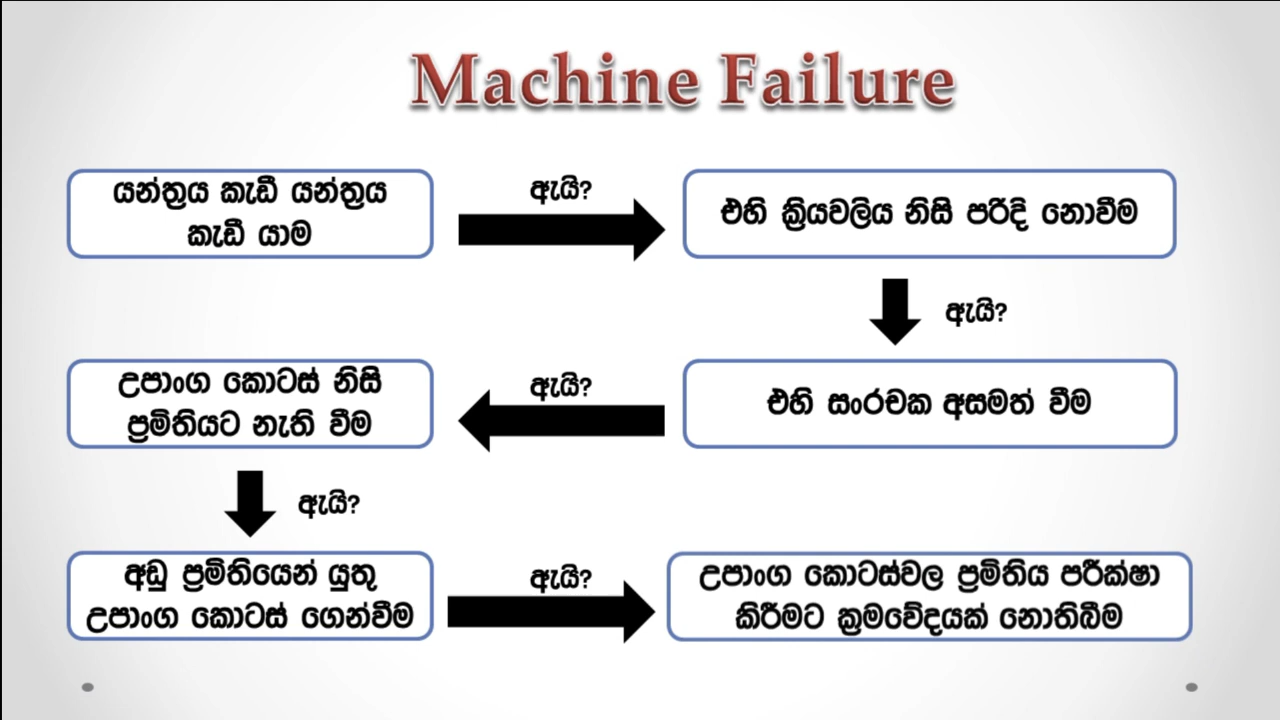 Machine Failure
යන්ත්‍රය කැඩී යන්ත්‍රය
කැඩී යාම
ඇයි?
එහි ක්‍රියවලිය නිසි පරිදි නොවීම
ඇයි?
එහි සංරචක අසමත් වීම
ඇයි?
උපාංග කොටස් නිසි
ප්‍රමිතියට නැති වීම
ඇයි?
අඩු ප්‍රමිතියෙන් යුතු
උපාංග කොටස් ගෙන්වීම
ඇයි?
උපාංග කොටස්වල ප්‍රමිතිය පරීක්ෂා
කිරීමට ක්‍රමවේදයක් නොතිබීම